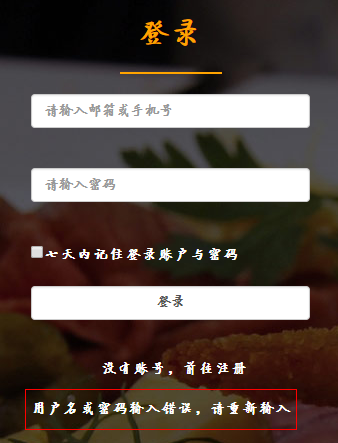 登录
请输入邮箱或手机号
请输入密码
七天内记住登录账户与密码
登录
没有账号，前往注册
用户名或密码输入错误，请重新输入